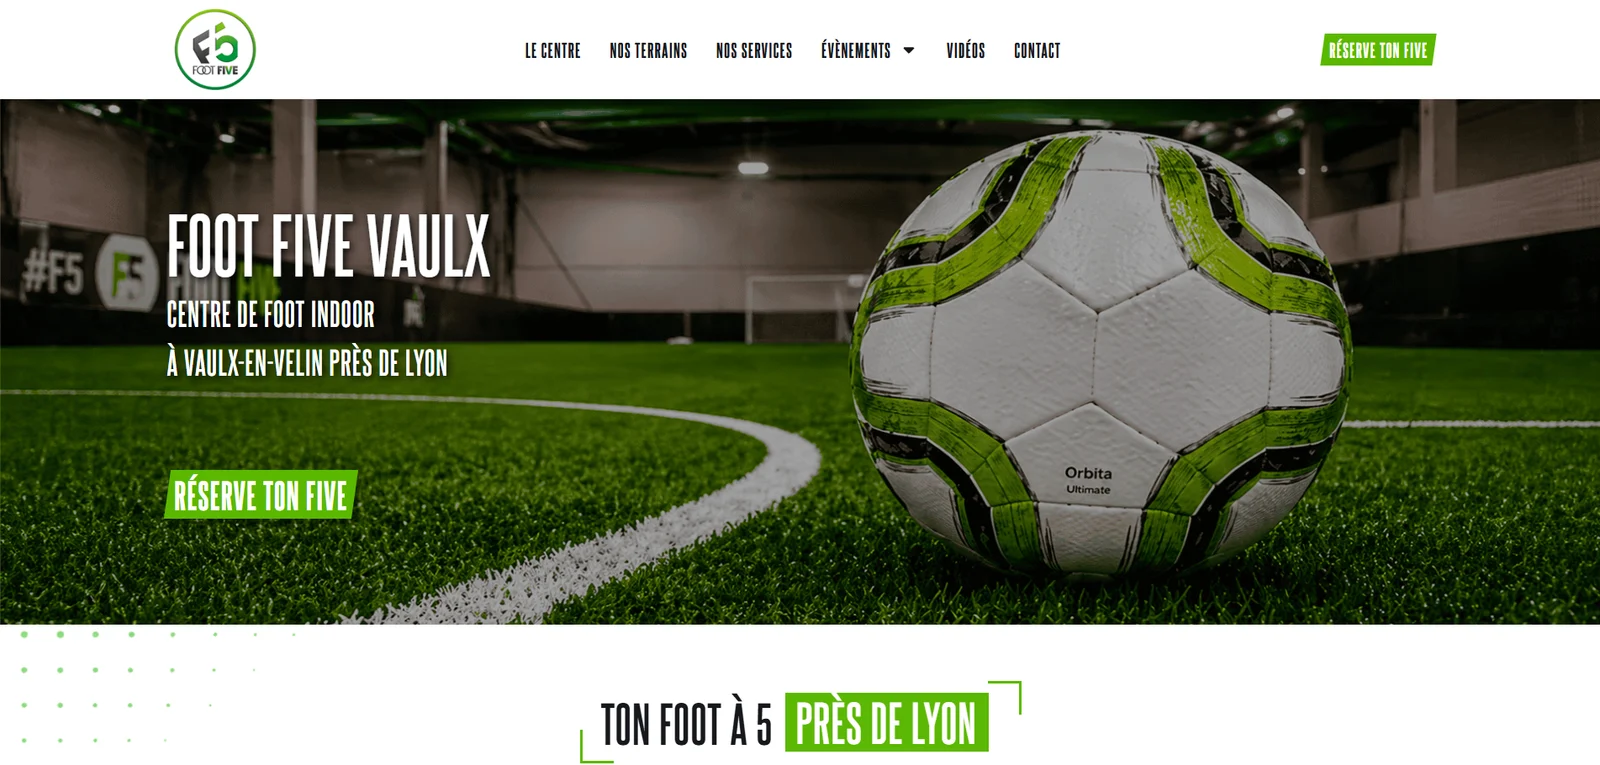 F5
FOOT FIVE
LE CENTRE
NOS TERRAINS
NOS SERVICES
ÉVÈNEMENTS
VIDÉOS
CONTACT
RÉSERVE TON FIVE
#F5
F5
FOOT FIVE VAULX
CENTRE DE FOOT INDOOR
À VAULX-EN-VELIN PRÈS DE LYON
RÉSERVE TON FIVE
Orbita
Ultimate
TON FOOT À 5 PRÈS DE LYON